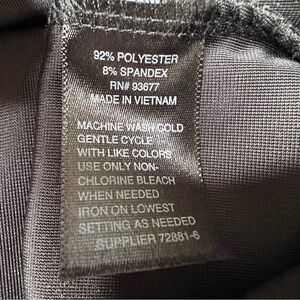 92% POLYESTER
8% SPANDEX
RN# 93677
MADE IN VIETNAM
MACHINE WASH COLD
GENTLE CYCLE
WITH LIKE COLORS
USE ONLY NON-
CHLORINE BLEACH
WHEN NEEDED
IRON ON LOWEST
SETTING AS NEEDED
SUPPLIER 72881-6